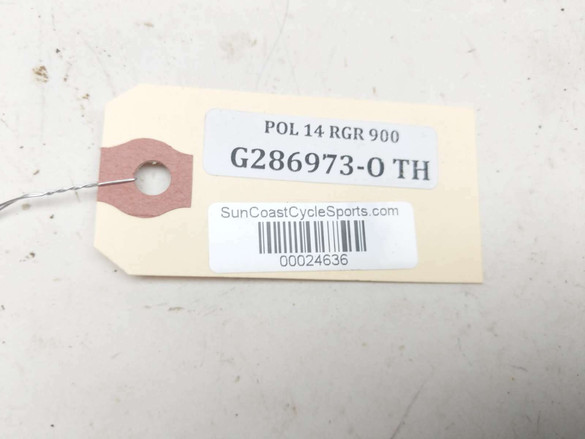 POL 14 RGR 900
G286973-O TH
SunCoastCycleSports.com
00024636